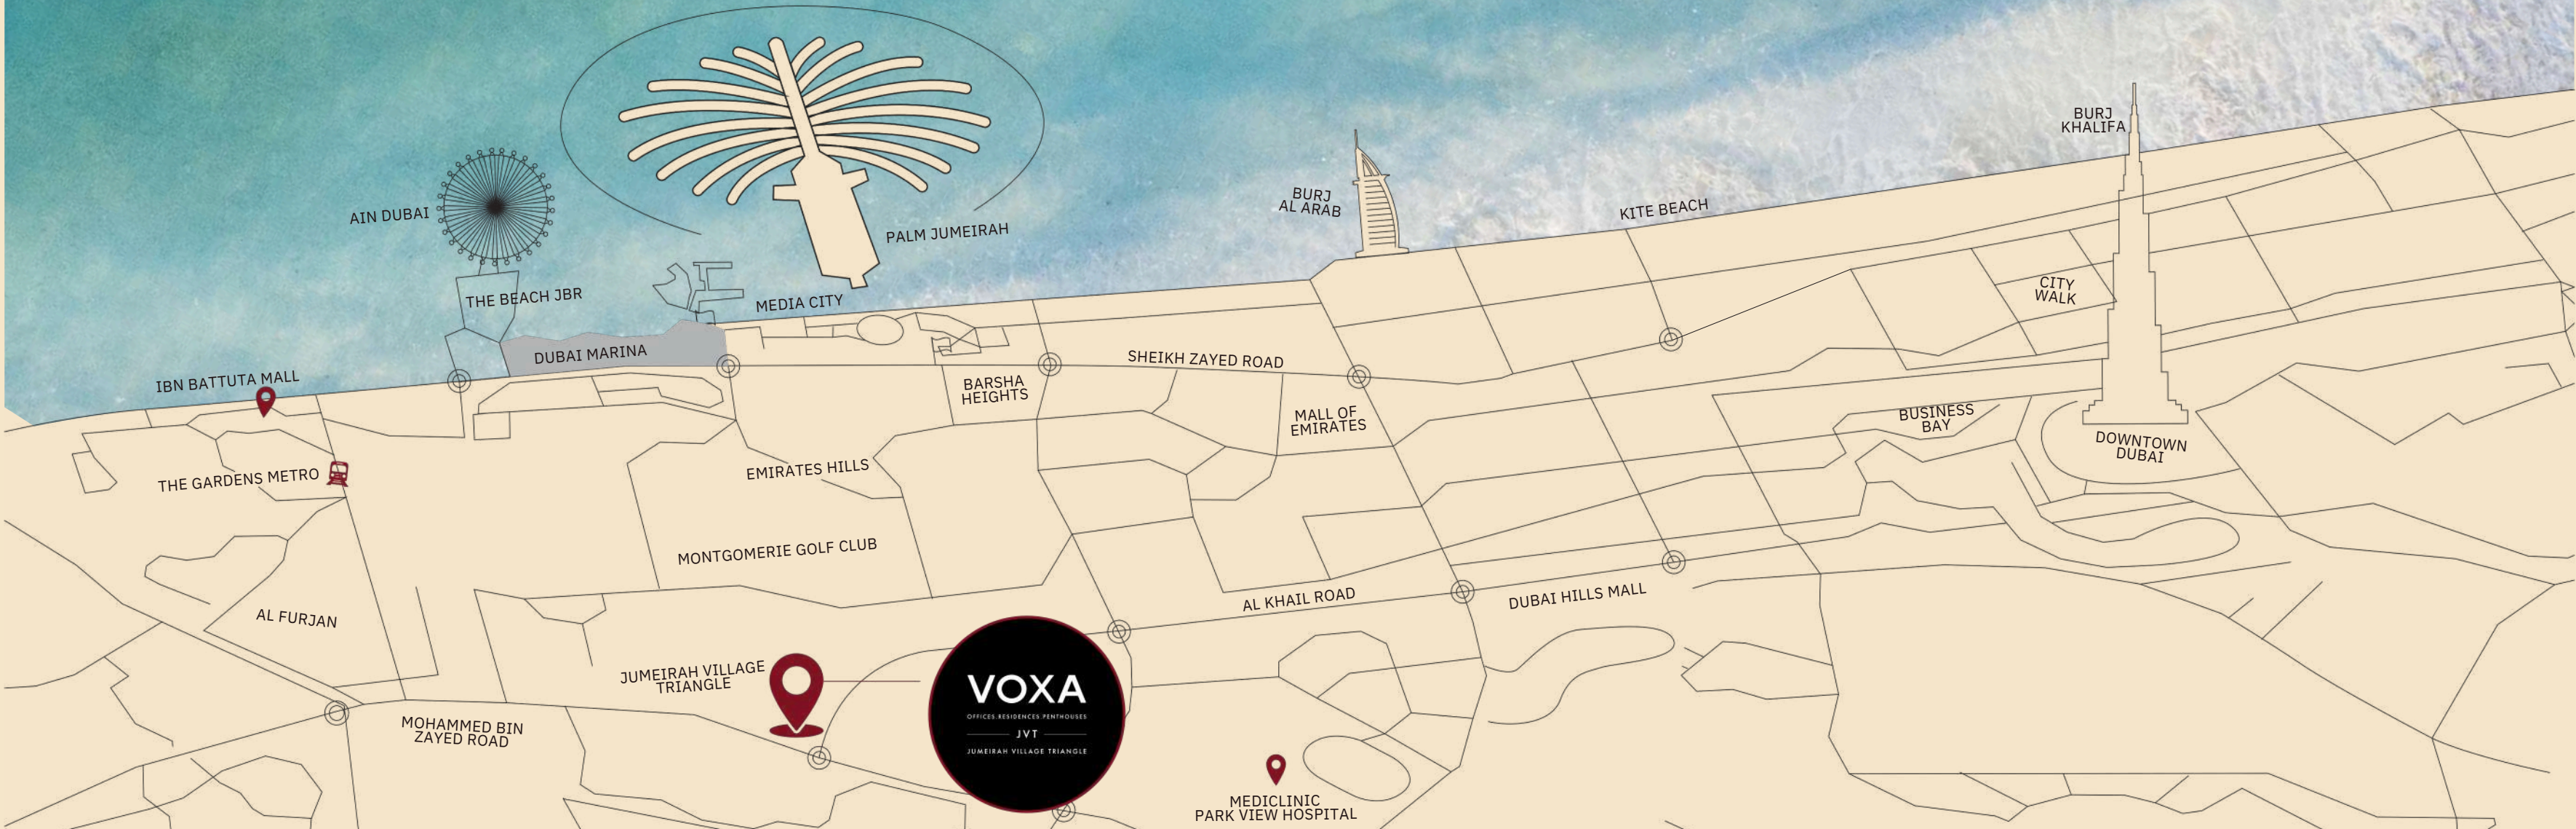 BURJ
KHALIFA
AIN DUBAI
BURJ
AL ARAB
KITE BEACH
PALM JUMEIRAH
THE BEACH JBR
MEDIA CITY
CITY
WALK
DUBAI MARINA
SHEIKH ZAYED ROAD
IBN BATTUTA MALL
BARSHA
HEIGHTS
MALL OF
EMIRATES
BUSINESS
BAY
DOWNTOWN
DUBAI
THE GARDENS METRO
EMIRATES HILLS
MONTGOMERIE GOLF CLUB
AL FURJAN
AL KHAIL ROAD
DUBAI HILLS MALL
JUMEIRAH VILLAGE
TRIANGLE
VOXA
OFFICES.RESIDENCES.PENTHOUSES
JVT
JUMEIRAH VILLAGE TRIANGLE
MOHAMMED BIN
ZAYED ROAD
MEDICLINIC
PARK VIEW HOSPITAL